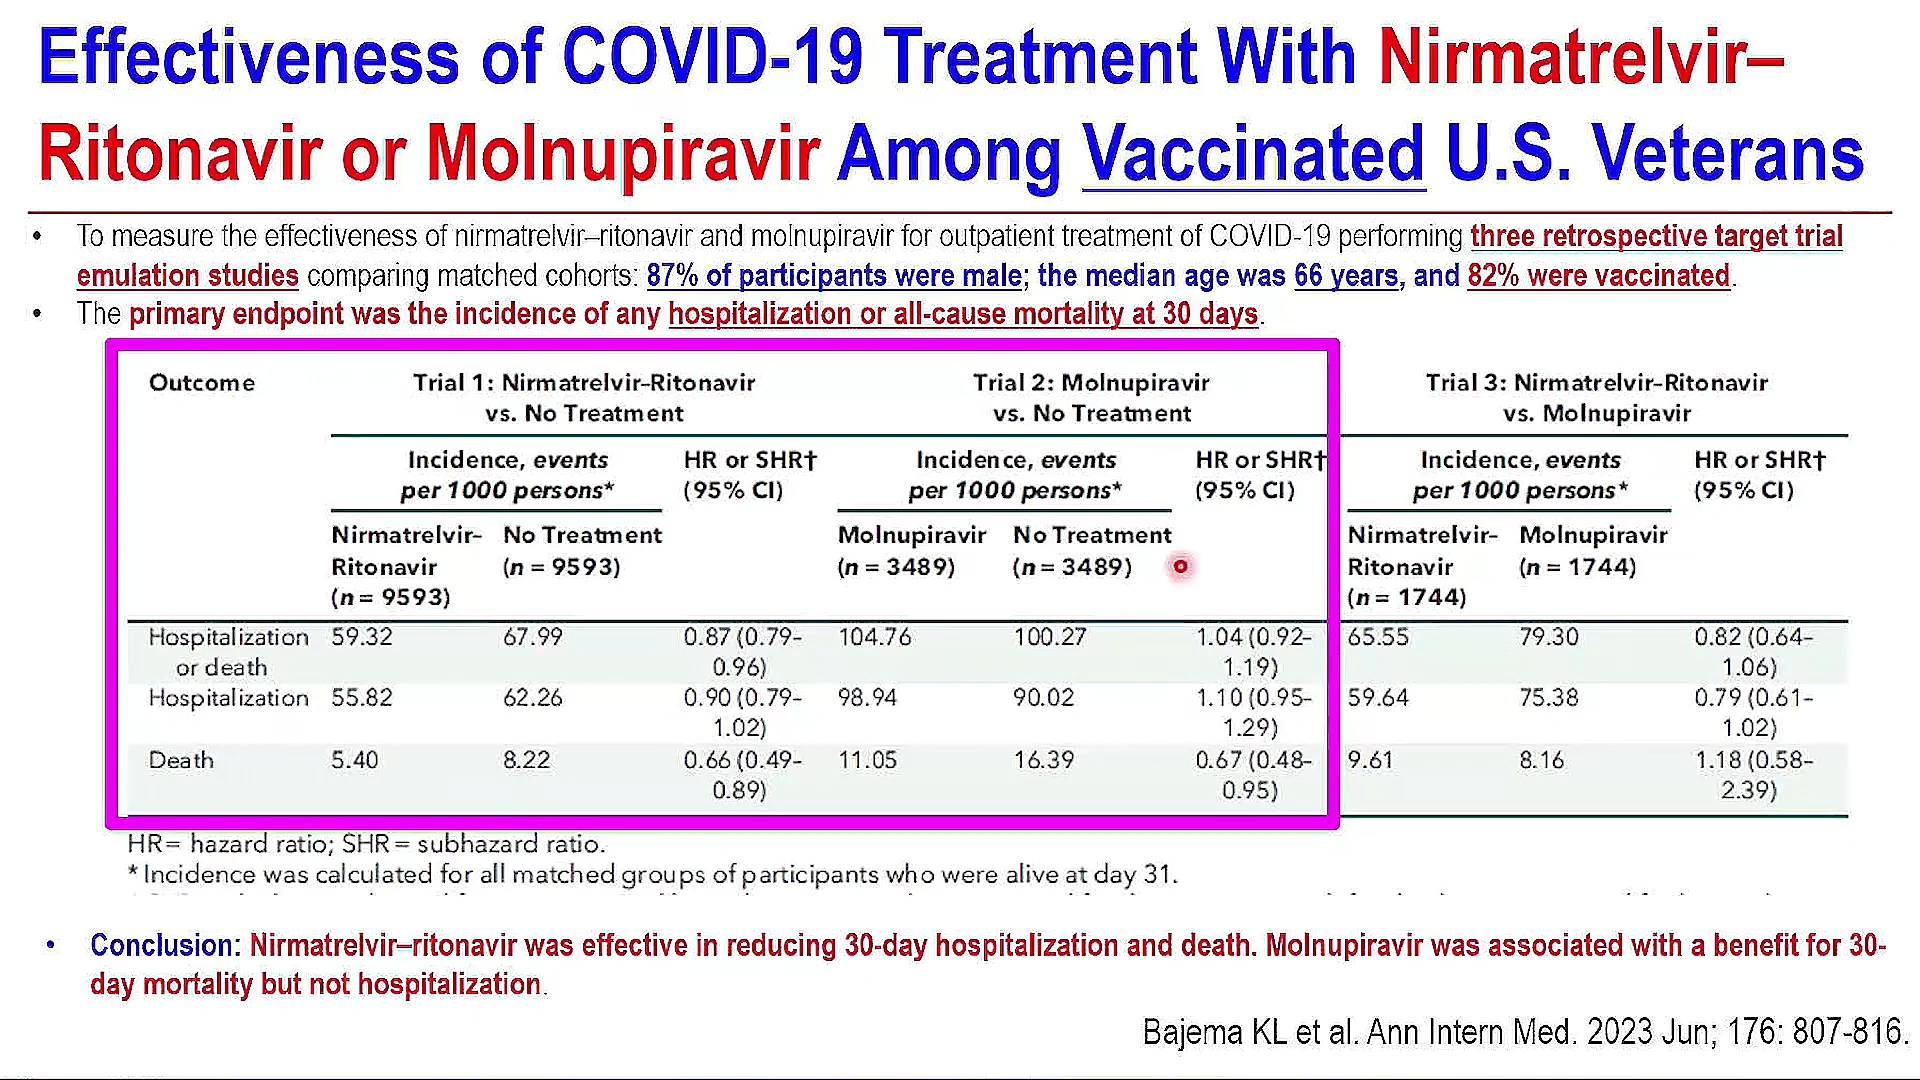 Effectiveness of COVID-19 Treatment With Nirmatrelvir–
Ritonavir or Molnupiravir Among Vaccinated U.S. Veterans
• To measure the effectiveness of nirmatrelvir–ritonavir and molnupiravir for outpatient treatment of COVID-19 performing three retrospective target trial
emulation studies comparing matched cohorts: 87% of participants were male; the median age was 66 years, and 82% were vaccinated.
• The primary endpoint was the incidence of any hospitalization or all-cause mortality at 30 days.
Outcome Trial 1: Nirmatrelvir–Ritonavir Trial 2: Molnupiravir Trial 3: Nirmatrelvir–Ritonavir
vs. No Treatment vs. No Treatment vs. Molnupiravir
Incidence, events HR or SHR† Incidence, events HR or SHR† Incidence, events HR or SHR†
per 1000 persons* (95% CI) per 1000 persons* (95% CI) per 1000 persons* (95% CI)
Nirmatrelvir– No Treatment Molnupiravir No Treatment Nirmatrelvir– Molnupiravir
Ritonavir (n = 9593) (n = 3489) (n = 3489) Ritonavir (n = 1744)
(n = 9593) (n = 1744)
Hospitalization 59.32 67.99 0.87 (0.79– 104.76 100.27 1.04 (0.92– 65.55 79.30 0.82 (0.64–
or death 0.96) 1.19) 1.06)
Hospitalization 55.82 62.26 0.90 (0.79– 98.94 90.02 1.10 (0.95– 59.64 75.38 0.79 (0.61–
1.02) 1.29) 1.02)
Death 5.40 8.22 0.66 (0.49– 11.05 16.39 0.67 (0.48– 9.61 8.16 1.18 (0.58–
0.89) 0.95) 2.39)
HR = hazard ratio; SHR = subhazard ratio.
* Incidence was calculated for all matched groups of participants who were alive at day 31.
• Conclusion: Nirmatrelvir–ritonavir was effective in reducing 30-day hospitalization and death. Molnupiravir was associated with a benefit for 30-
day mortality but not hospitalization.
Bajema KL et al. Ann Intern Med. 2023 Jun; 176: 807-816.